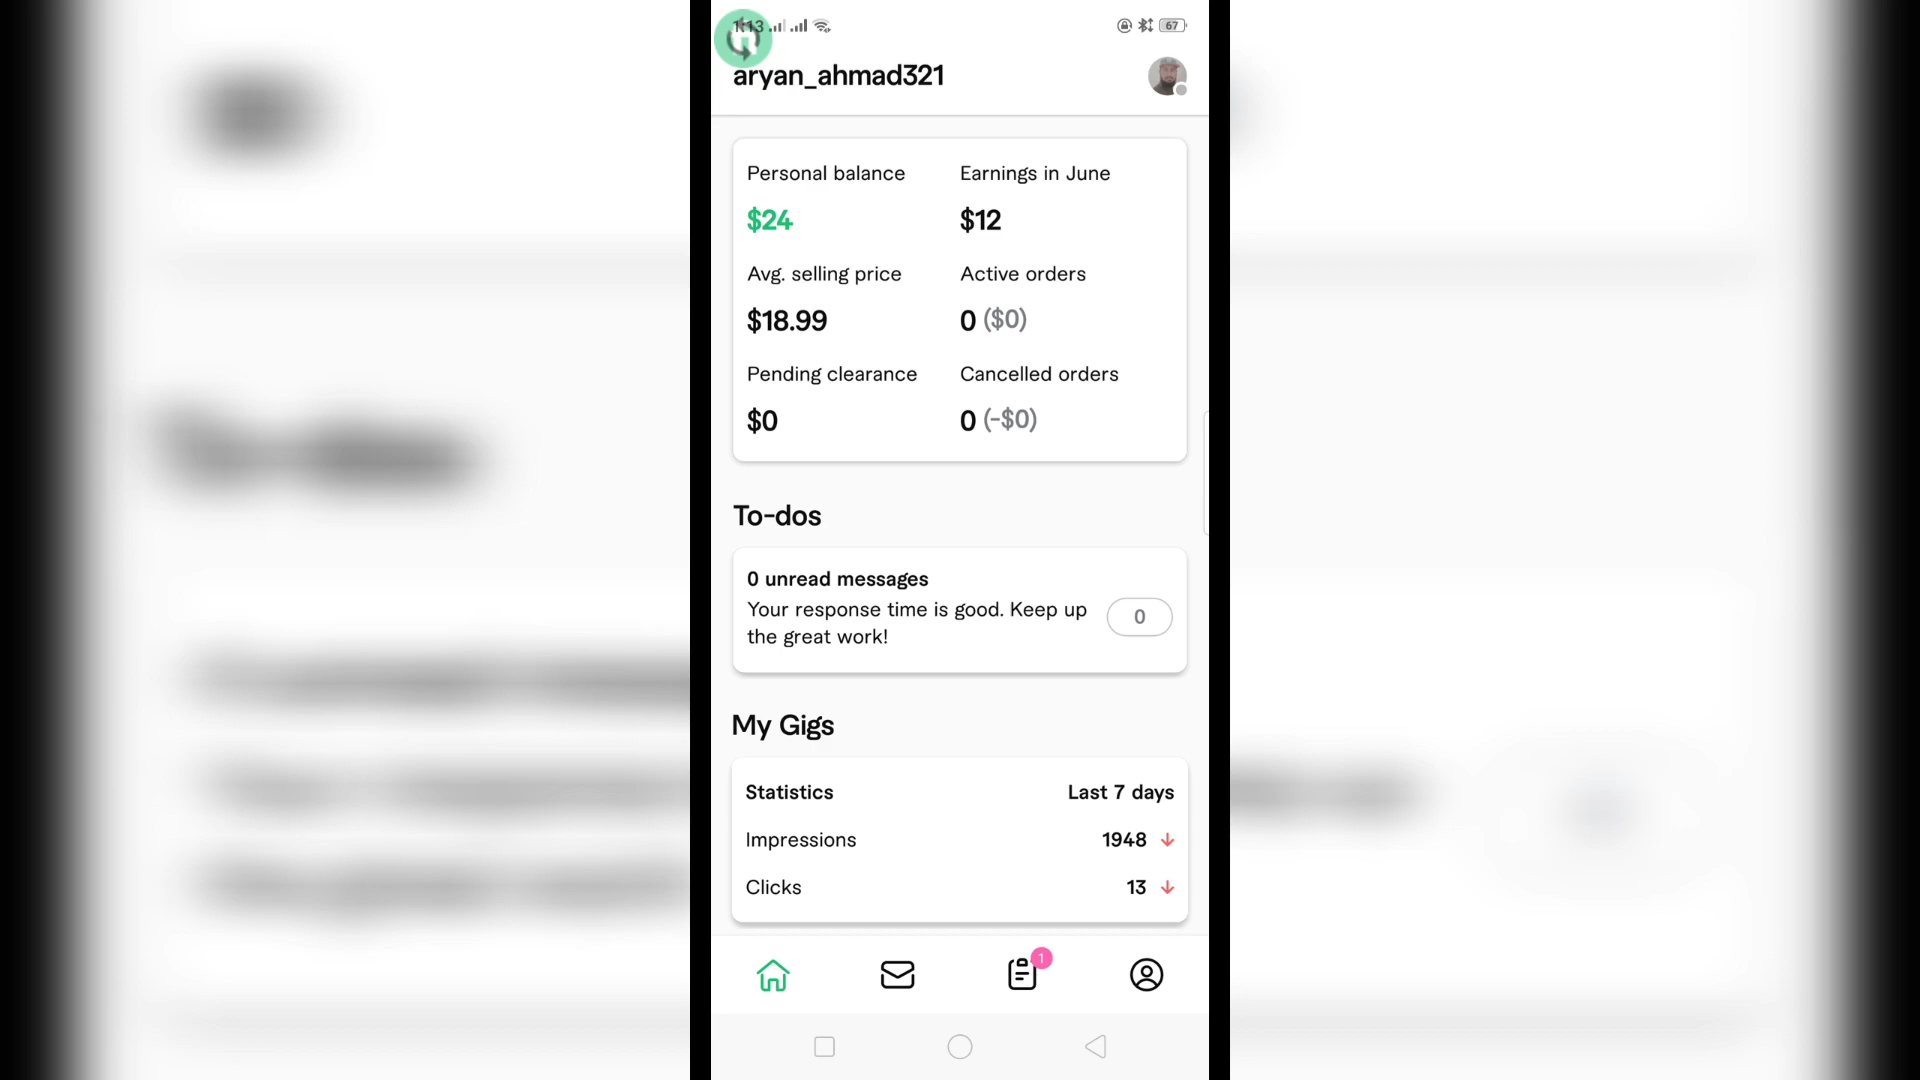 1:13
67
aryan_ahmad321
Personal balance
Earnings in June
$24
$12
Avg. selling price
Active orders
$18.99
0 ($0)
Pending clearance
Cancelled orders
$0
0 (-$0)
To-dos
0 unread messages
Your response time is good. Keep up
the great work!
0
My Gigs
Statistics
Last 7 days
Impressions
1948
Clicks
13
1